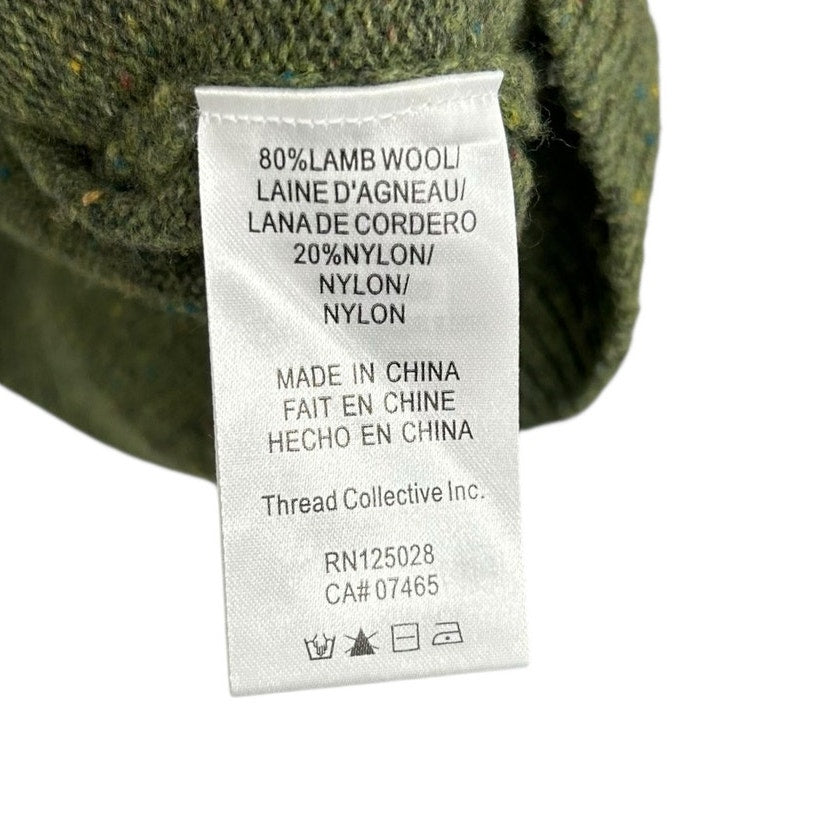 80%LAMB WOOL/
LAINE D'AGNEAU/
LANA DE CORDERO
20%NYLON/
NYLON/
NYLON
MADE IN CHINA
FAIT EN CHINE
HECHO EN CHINA
Thread Collective Inc.
RN125028
CA# 07465